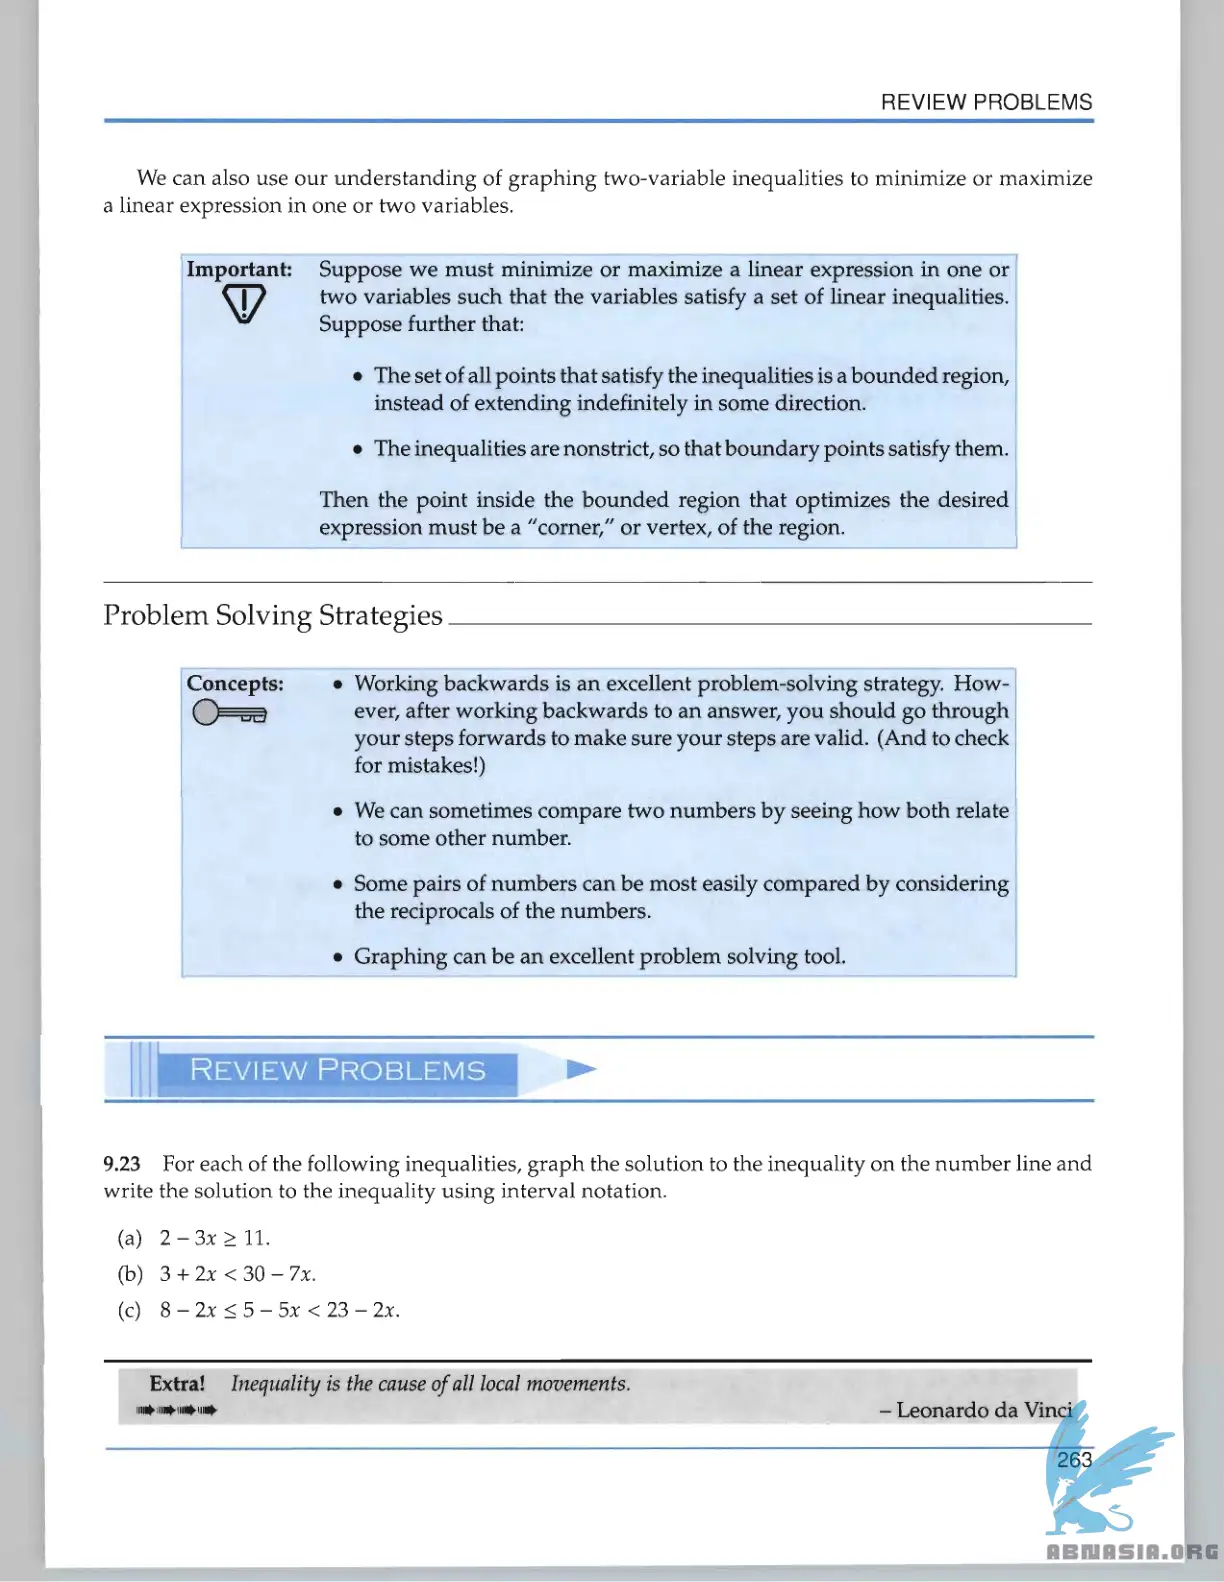 REVIEW PROBLEMS
We can also use our understanding of graphing two-variable inequalities to minimize or maximize
a linear expression in one or two variables.
Important: Suppose we must minimize or maximize a linear expression in one or
two variables such that the variables satisfy a set of linear inequalities.
Suppose further that:
• The set of all points that satisfy the inequalities is a bounded region,
instead of extending indefinitely in some direction.
• The inequalities are nonstrict, so that boundary points satisfy them.
Then the point inside the bounded region that optimizes the desired
expression must be a "corner," or vertex, of the region.
Problem Solving Strategies
Concepts: • Working backwards is an excellent problem-solving strategy. How-
ever, after working backwards to an answer, you should go through
your steps forwards to make sure your steps are valid. (And to check
for mistakes!)
• We can sometimes compare two numbers by seeing how both relate
to some other number.
• Some pairs of numbers can be most easily compared by considering
the reciprocals of the numbers.
• Graphing can be an excellent problem solving tool.
REVIEW PROBLEMS
9.23 For each of the following inequalities, graph the solution to the inequality on the number line and
write the solution to the inequality using interval notation.
(a) 2 – 3x ≥ 11.
(b) 3 + 2x < 30 – 7x.
(c) 8 – 2x ≤ 5 – 5x < 23 – 2x.
Extra! Inequality is the cause of all local movements.
– Leonardo da Vinci
263
ABNASIA.ORG